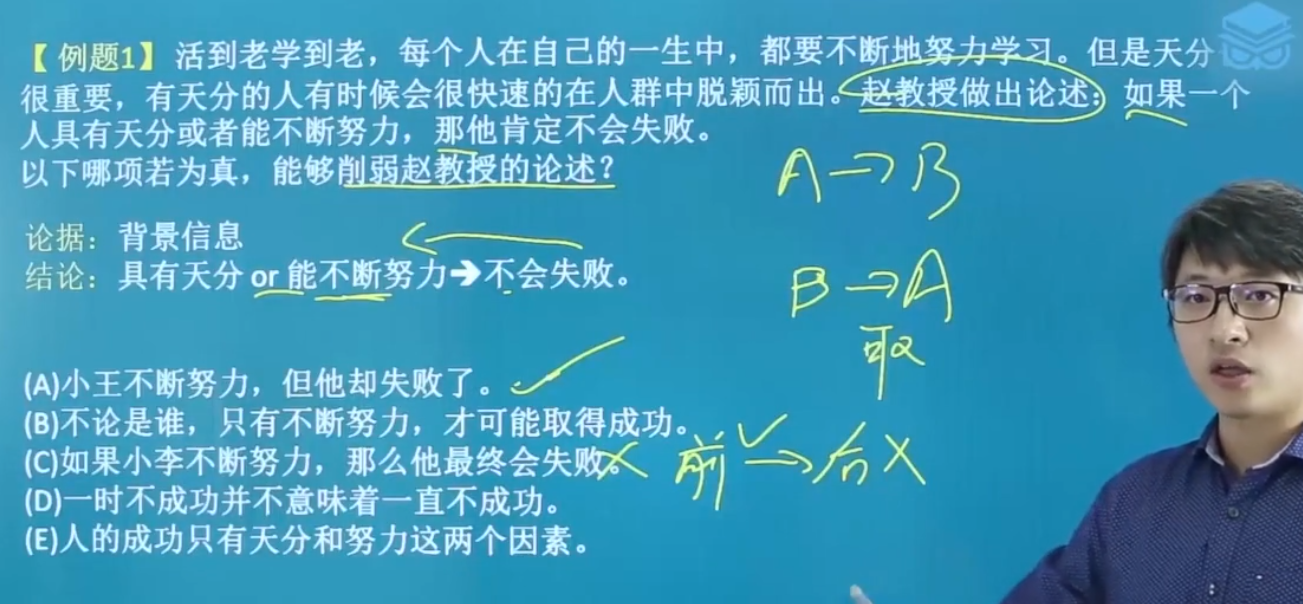 【例题1】活到老学到老，每个人在自己的一生中，都要不断地努力学习。但是天分
很重要，有天分的人有时候会很快速的在人群中脱颖而出。赵教授做出论述：如果一个
人具有天分或者能不断努力，那他肯定不会失败。
以下哪项若为真，能够削弱赵教授的论述？
A→B
论据：背景信息
结论：具有天分 or 能不断努力→不会失败。
B→A
取
(A)小王不断努力，但他却失败了。
(B)不论是谁，只有不断努力，才可能取得成功。
(C)如果小李不断努力，那么他最终会失败。
前→后
(D)一时不成功并不意味着一直不成功。
(E)人的成功只有天分和努力这两个因素。